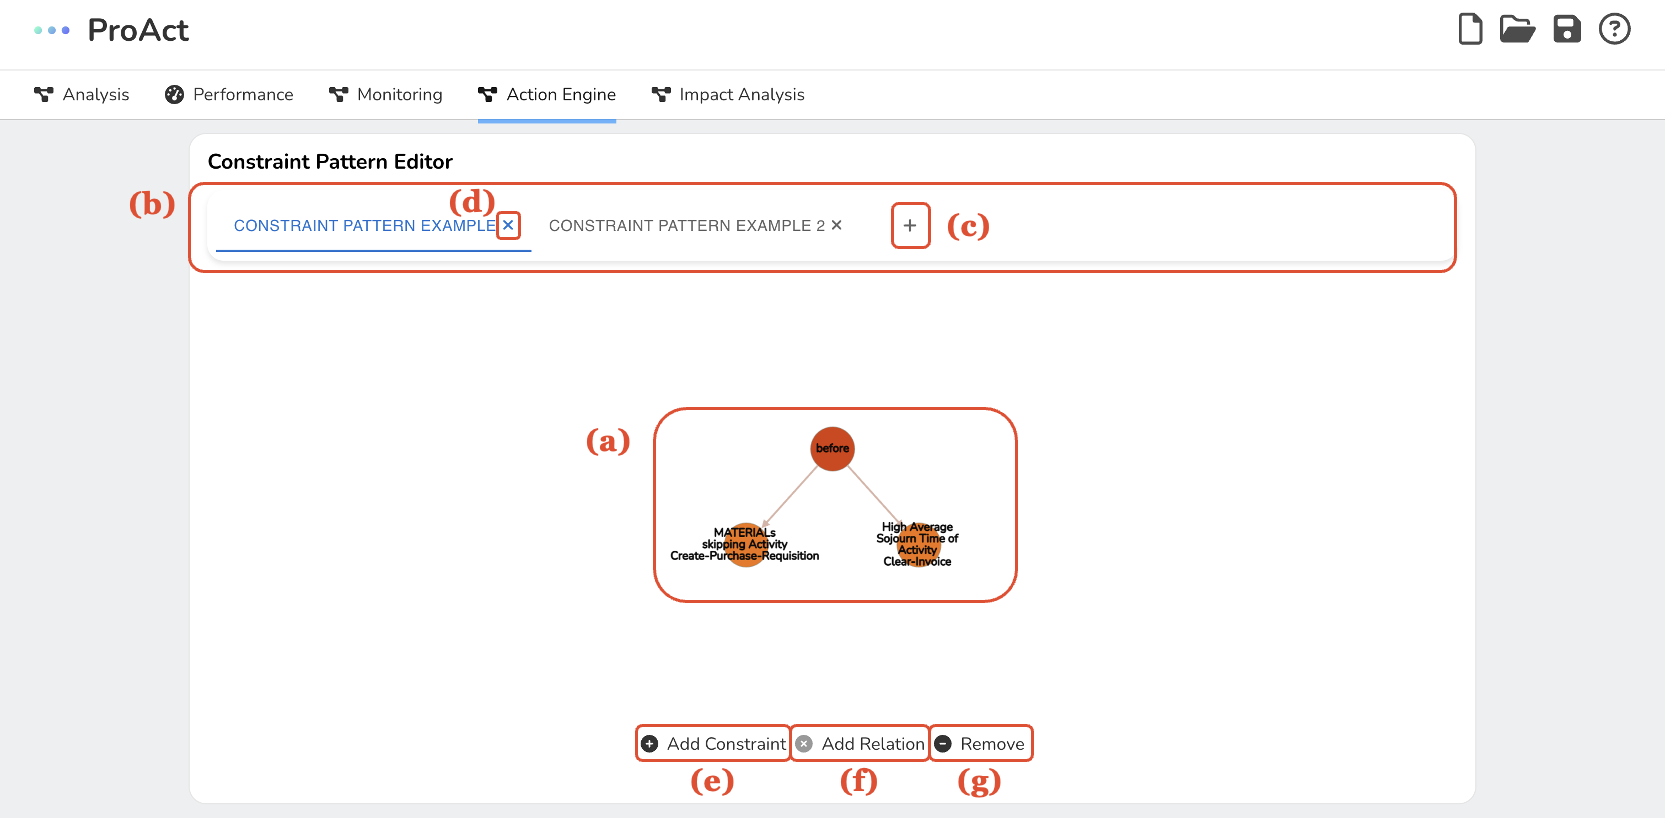 ProAct
?
Analysis
Performance
Monitoring
Action Engine
Impact Analysis
Constraint Pattern Editor
(b)
(d)
CONSTRAINT PATTERN EXAMPLE ×
CONSTRAINT PATTERN EXAMPLE 2 ×
+
(c)
(a)
before
MATERIALs
skipping Activity
Create-Purchase-Requisition
High Average
Sojourn Time of
Activity
Clear-Invoice
Add Constraint
Add Relation
Remove
(e)
(f)
(g)